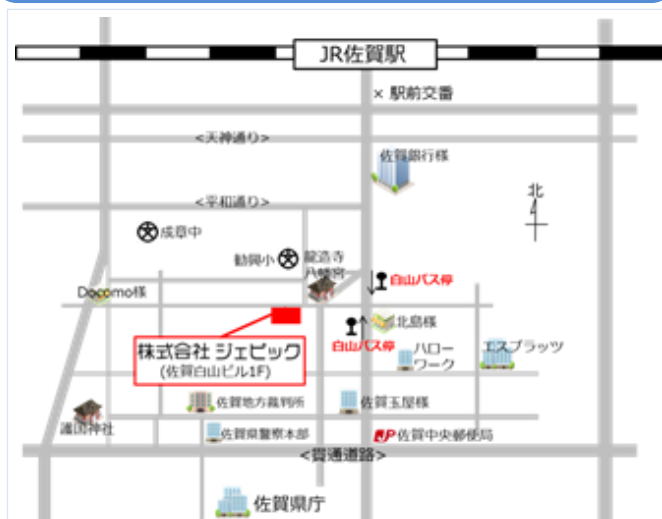 JR佐賀駅
× 駅前交番
<天神通り>
佐賀銀行様
北
<平和通り>
成章中
勧興小
龍造寺
八幡宮
白山バス停
Docomo様
北島様
白山バス停
ハロー
ワーク
エスプラッツ
株式会社 ジェピック
(佐賀白山ビル1F)
佐賀地方裁判所
佐賀玉屋様
護国神社
佐賀県警察本部
JP佐賀中央郵便局
<貫通道路>
佐賀県庁